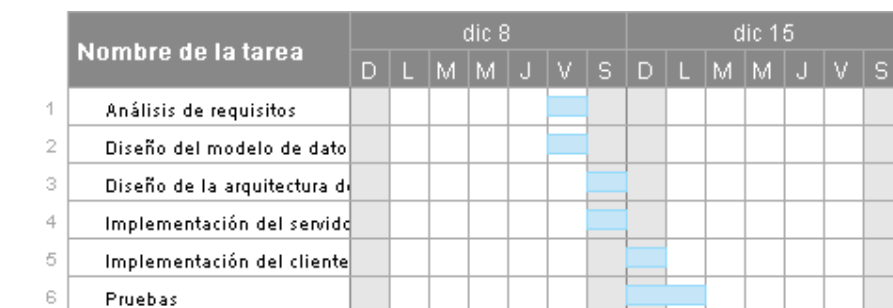 Nombre de la tarea
dic 8
dic 15
D L M M J V S D L M M J V S
1 Análisis de requisitos
2 Diseño del modelo de dato
3 Diseño de la arquitectura d
4 Implementación del servido
5 Implementación del cliente
6 Pruebas